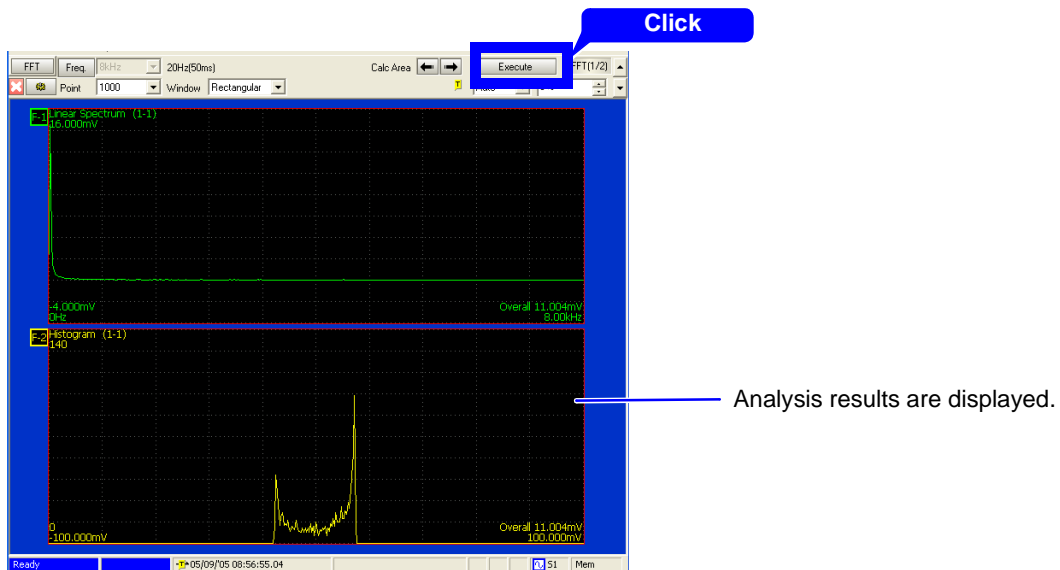 Click
FFT Freq. 8kHz 20Hz(50ms) Calc Area Execute FFT(1/2)
Point 1000 Window Rectangular
F-1 Linear Spectrum (1-1)
16.000mV
-4.000mV Overall 11.004mV
0Hz 8.00kHz
F-2 Histogram (1-1)
140
Analysis results are displayed.
0 Overall 11.004mV
-100.000mV 100.000mV
Ready T 05/09/'05 08:56:55.04 S1 Mem